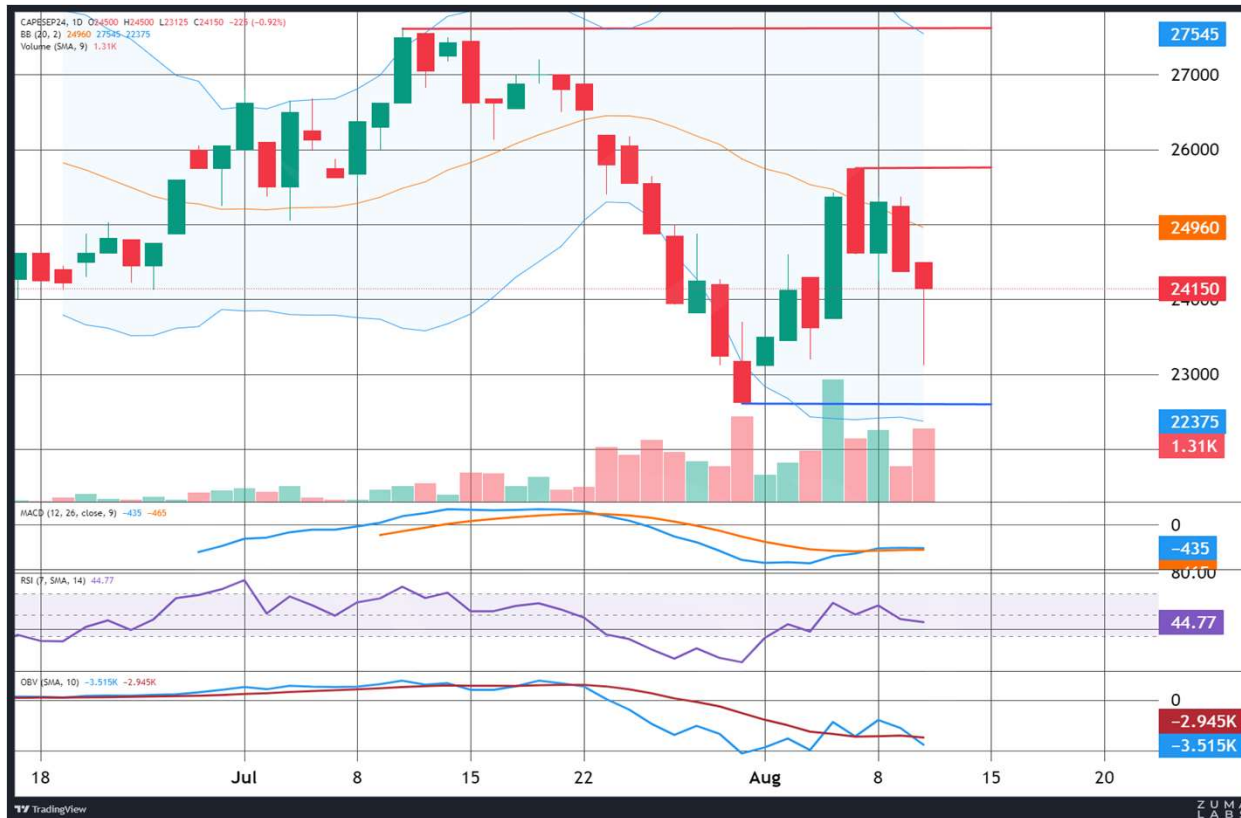 CAPESEP24, 1D O24500 H24500 L23125 C24150 −225 (−0.92%)
BB (20, 2) 24960 27545 22375
Volume (SMA, 9) 1.31K
27545
27000
26000
24960
24150
24000
23000
22375
1.31K
MACD (12, 26, close, 9) −435 −465
0
−435
80.00
RSI (7, SMA, 14) 44.77
44.77
OBV (SMA, 10) −3.515K −2.945K
0
−2.945K
−3.515K
18 Jul 8 15 22 Aug 8 15 20
TradingView